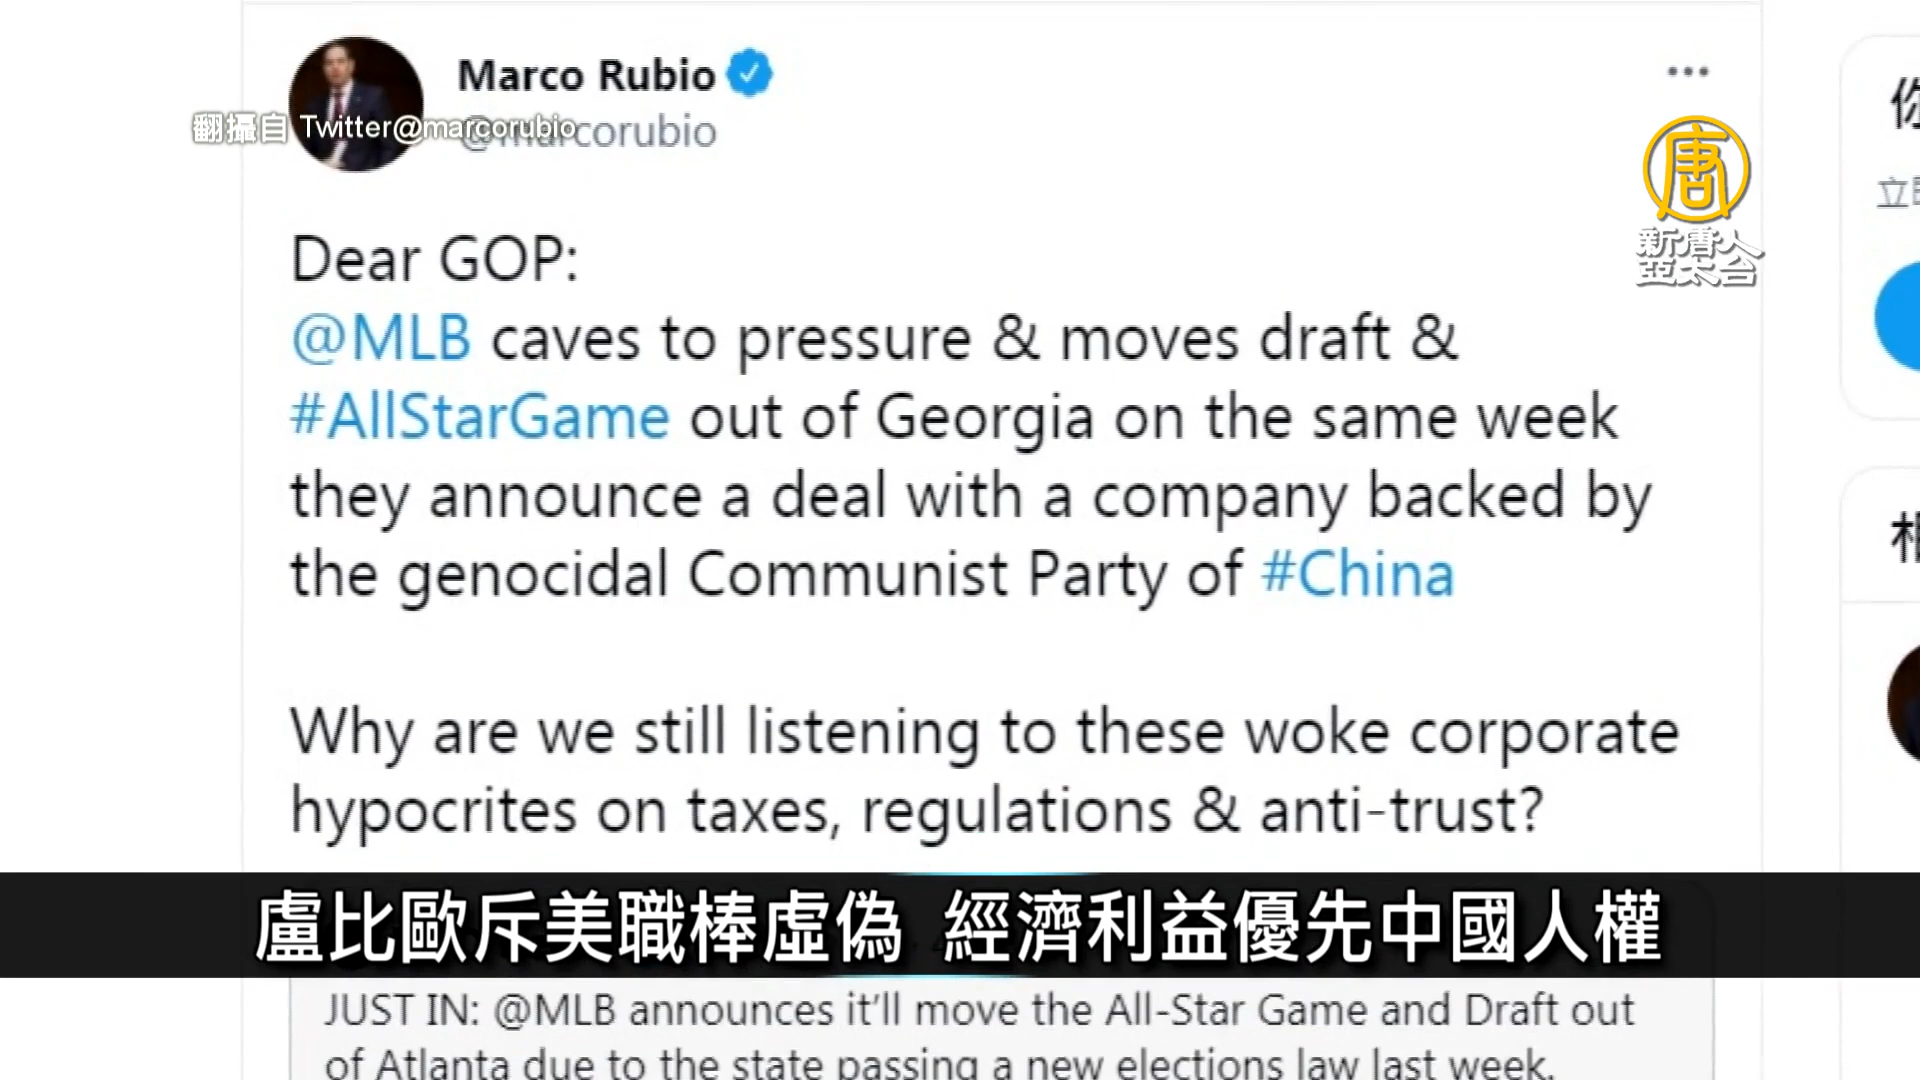 Marco Rubio
翻攝自 Twitter@marcorubio
@marcorubio
唐
新唐人
亞太台
Dear GOP:
@MLB caves to pressure & moves draft &
#AllStarGame out of Georgia on the same week
they announce a deal with a company backed by
the genocidal Communist Party of #China
Why are we still listening to these woke corporate
hypocrites on taxes, regulations & anti-trust?
盧比歐斥美職棒虛偽 經濟利益優先中國人權
JUST IN: @MLB announces it'll move the All-Star Game and Draft out
of Atlanta due to the state passing a new elections law last week.